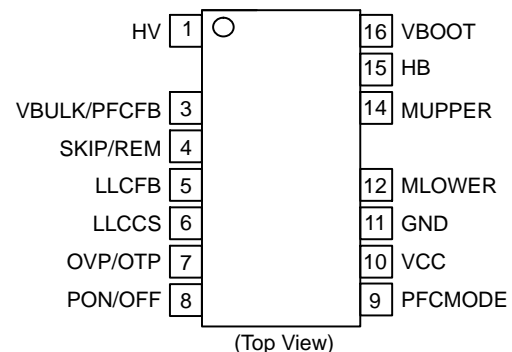 HV 1 16 VBOOT
15 HB
VBULK/PFCFB 3 14 MUPPER
SKIP/REM 4
LLCFB 5 12 MLOWER
LLCCS 6 11 GND
OVP/OTP 7 10 VCC
PON/OFF 8 9 PFCMODE
(Top View)